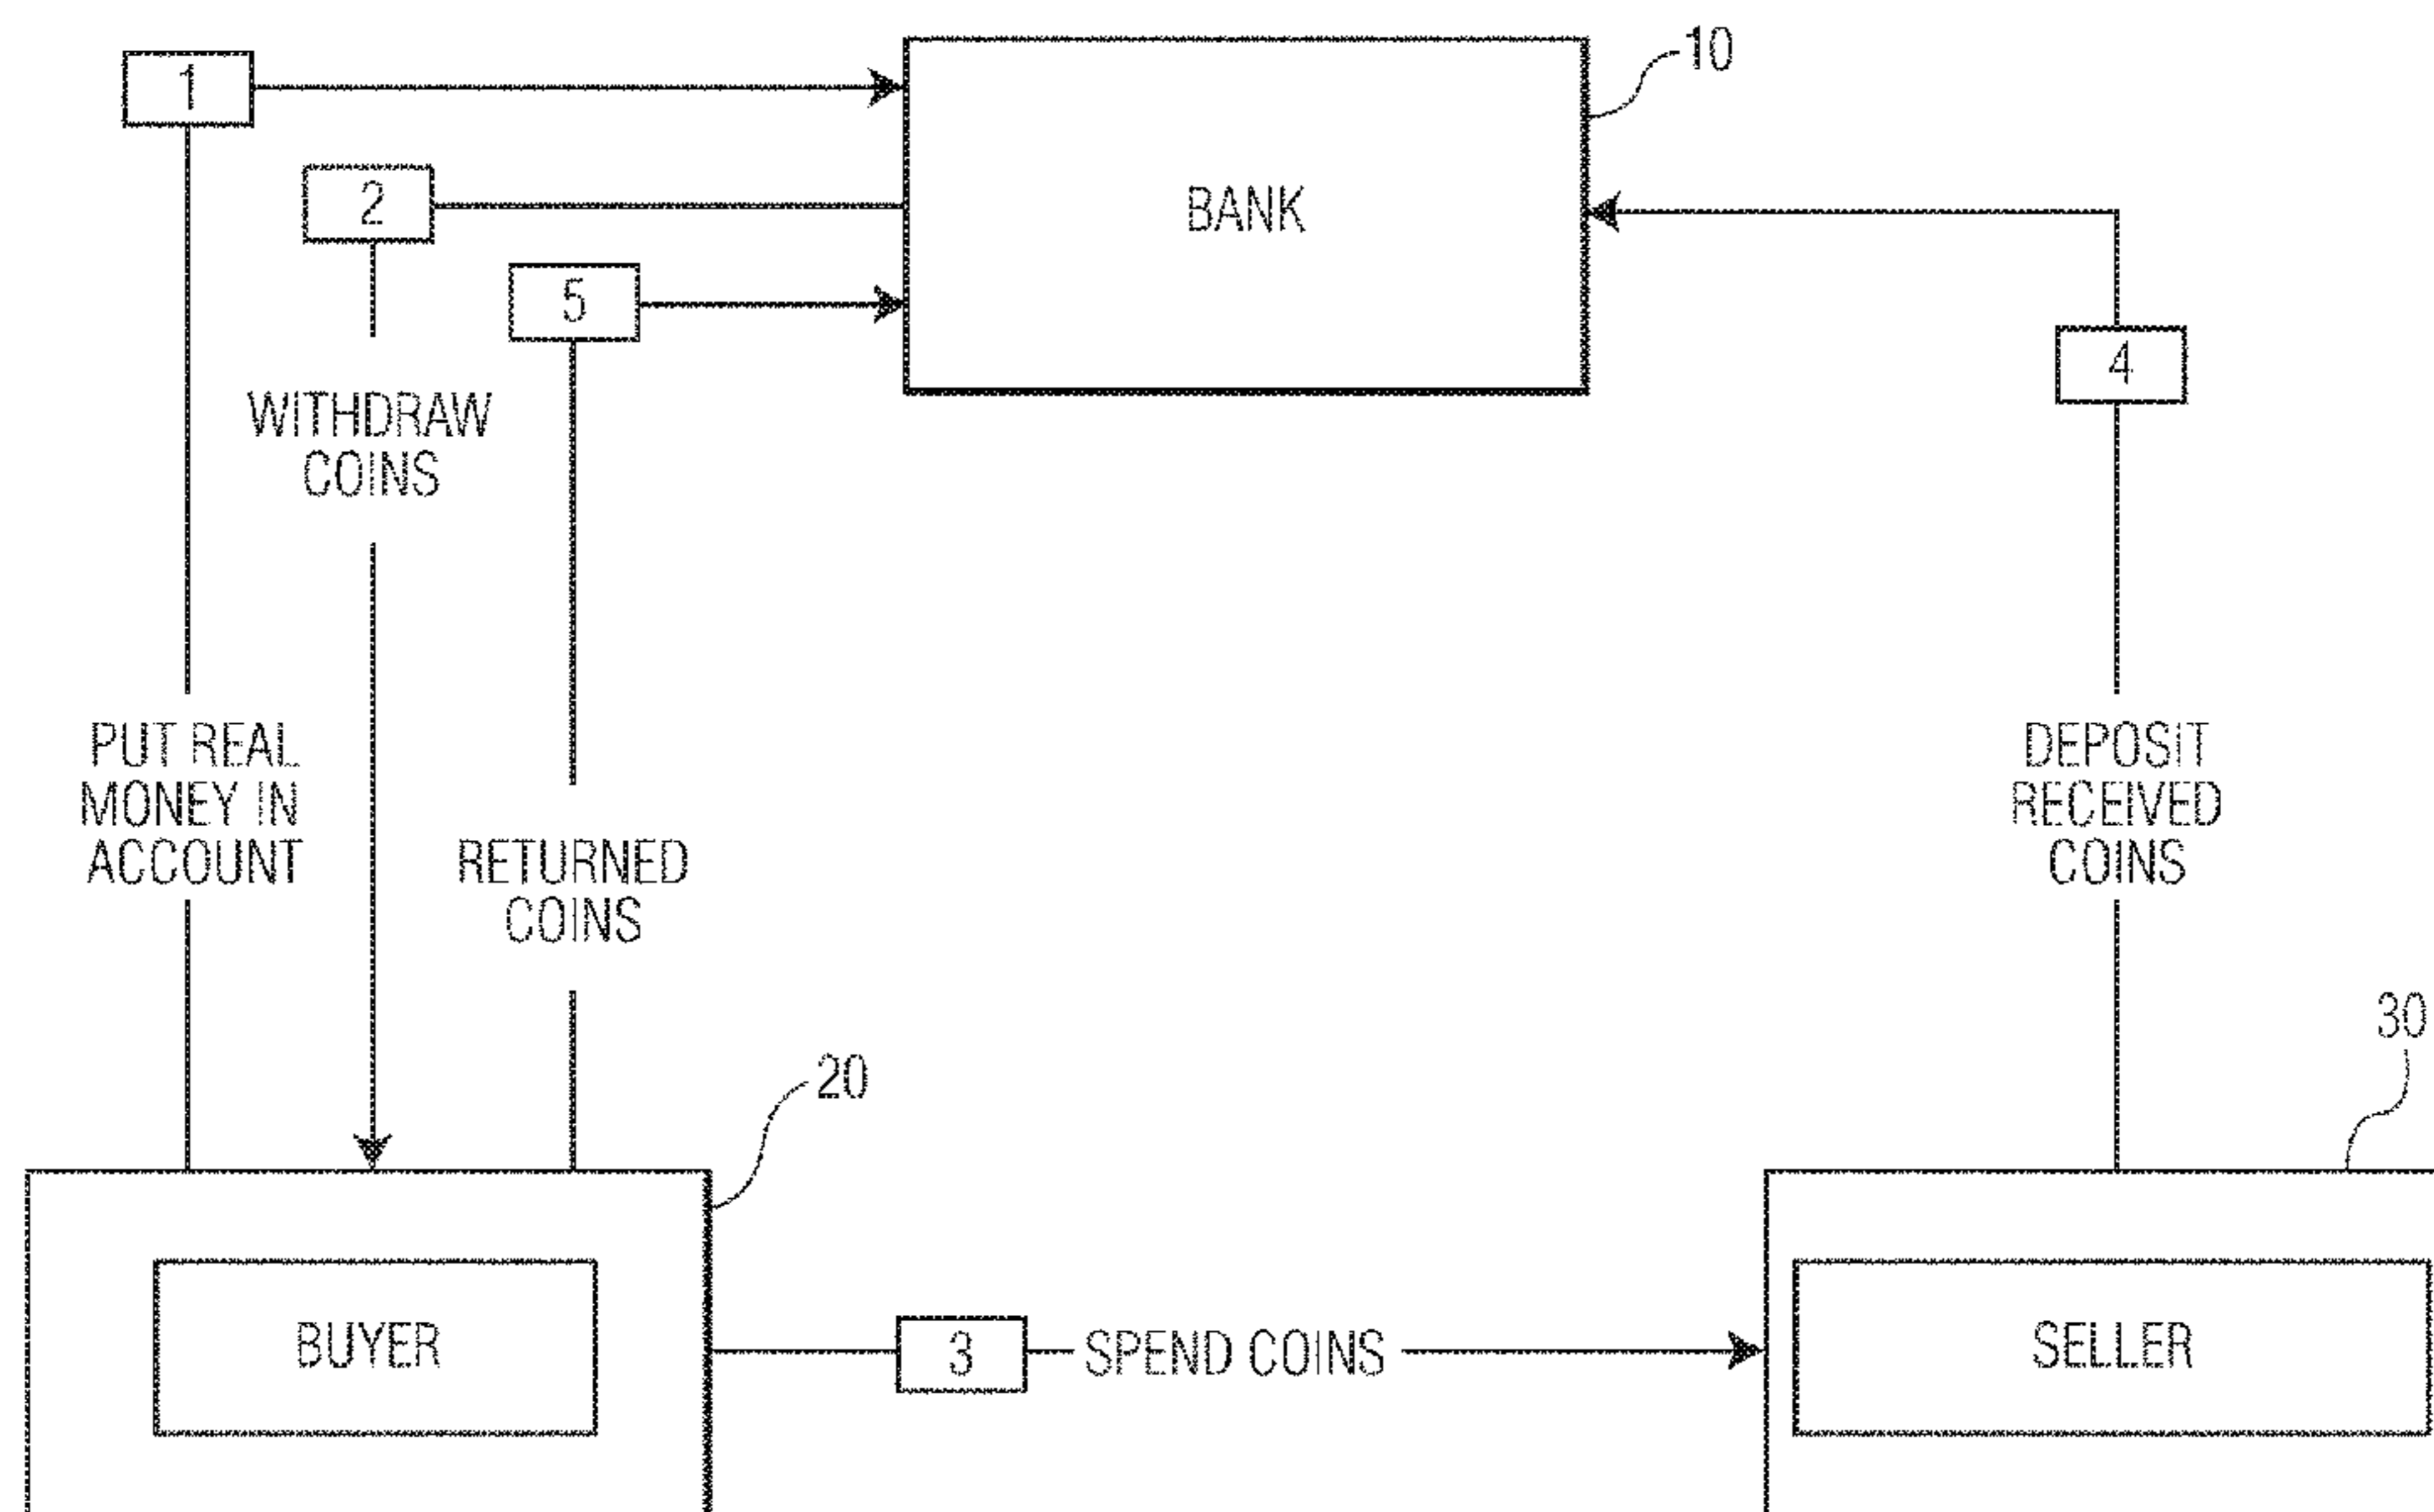 1
10
2
BANK
5
4
WITHDRAW
COINS
PUT REAL
MONEY IN
ACCOUNT
RETURNED
COINS
DEPOSIT
RECEIVED
COINS
20
30
BUYER
3
SPEND COINS
SELLER